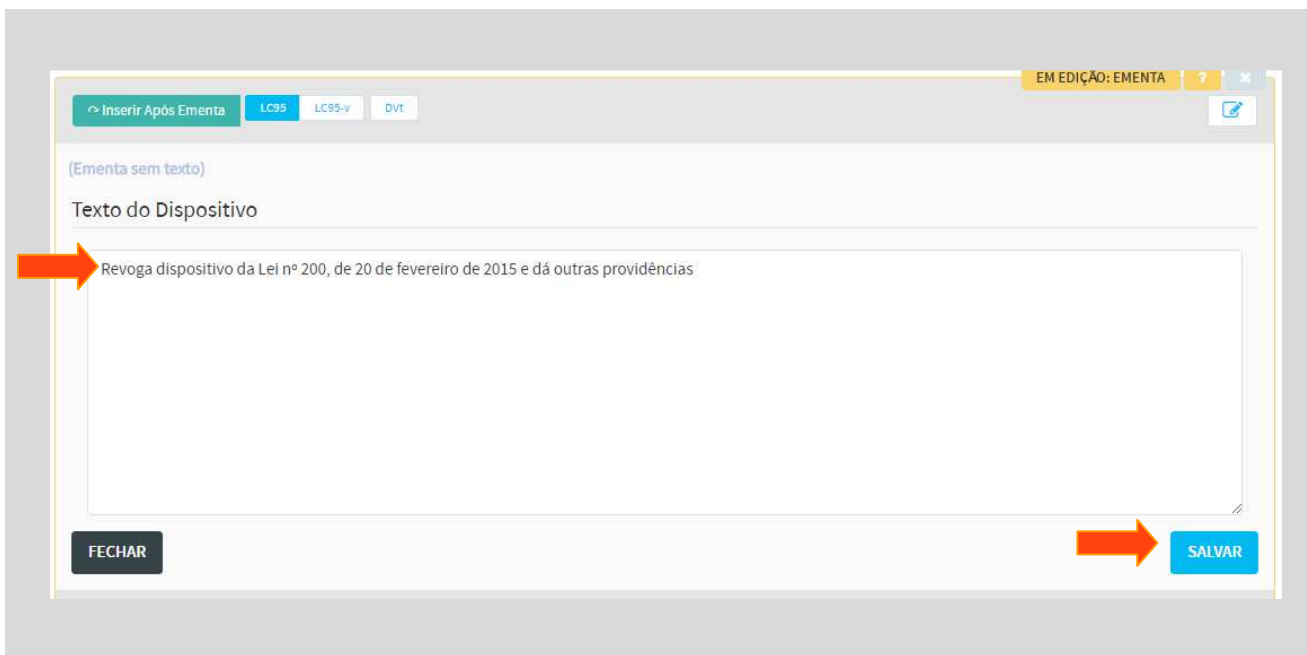 EM EDIÇÃO: EMENTA ? ×
Inserir Após Ementa LC95 LC95-v DVt
(Ementa sem texto)
Texto do Dispositivo
Revoga dispositivo da Lei nº 200, de 20 de fevereiro de 2015 e dá outras providências
FECHAR SALVAR